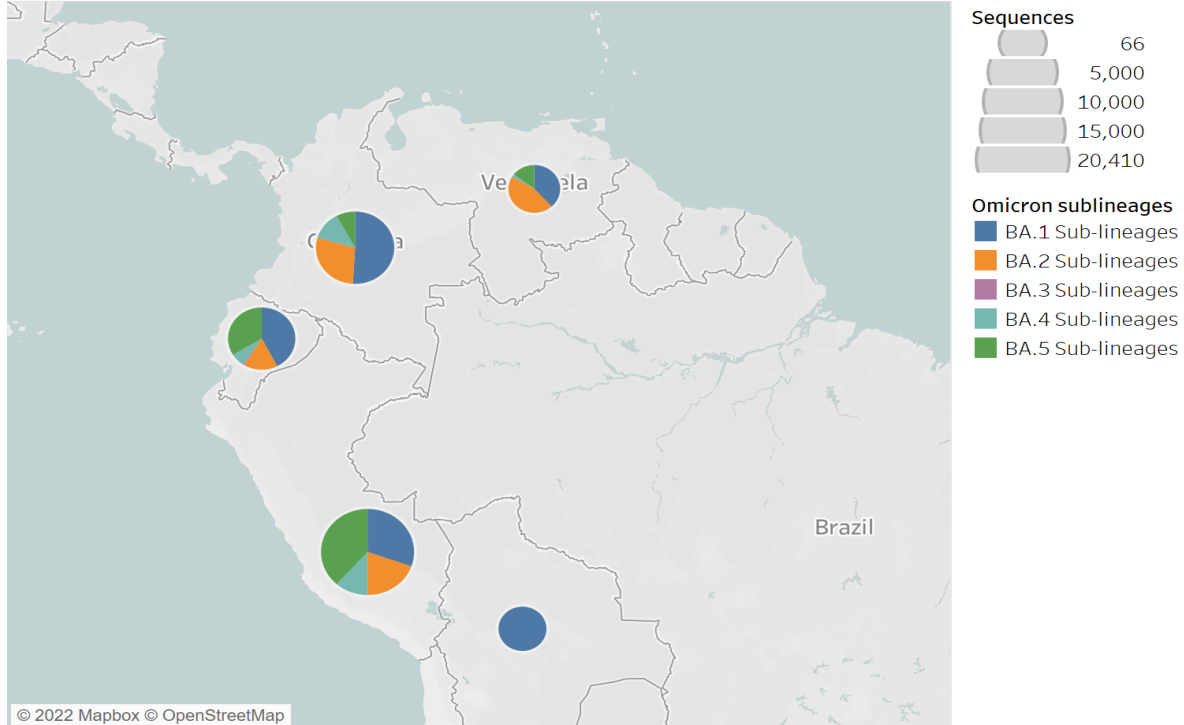 Sequences
66
5,000
10,000
15,000
20,410
Omicron sublineages
BA.1 Sub-lineages
BA.2 Sub-lineages
BA.3 Sub-lineages
BA.4 Sub-lineages
BA.5 Sub-lineages
Brazil
© 2022 Mapbox © OpenStreetMap